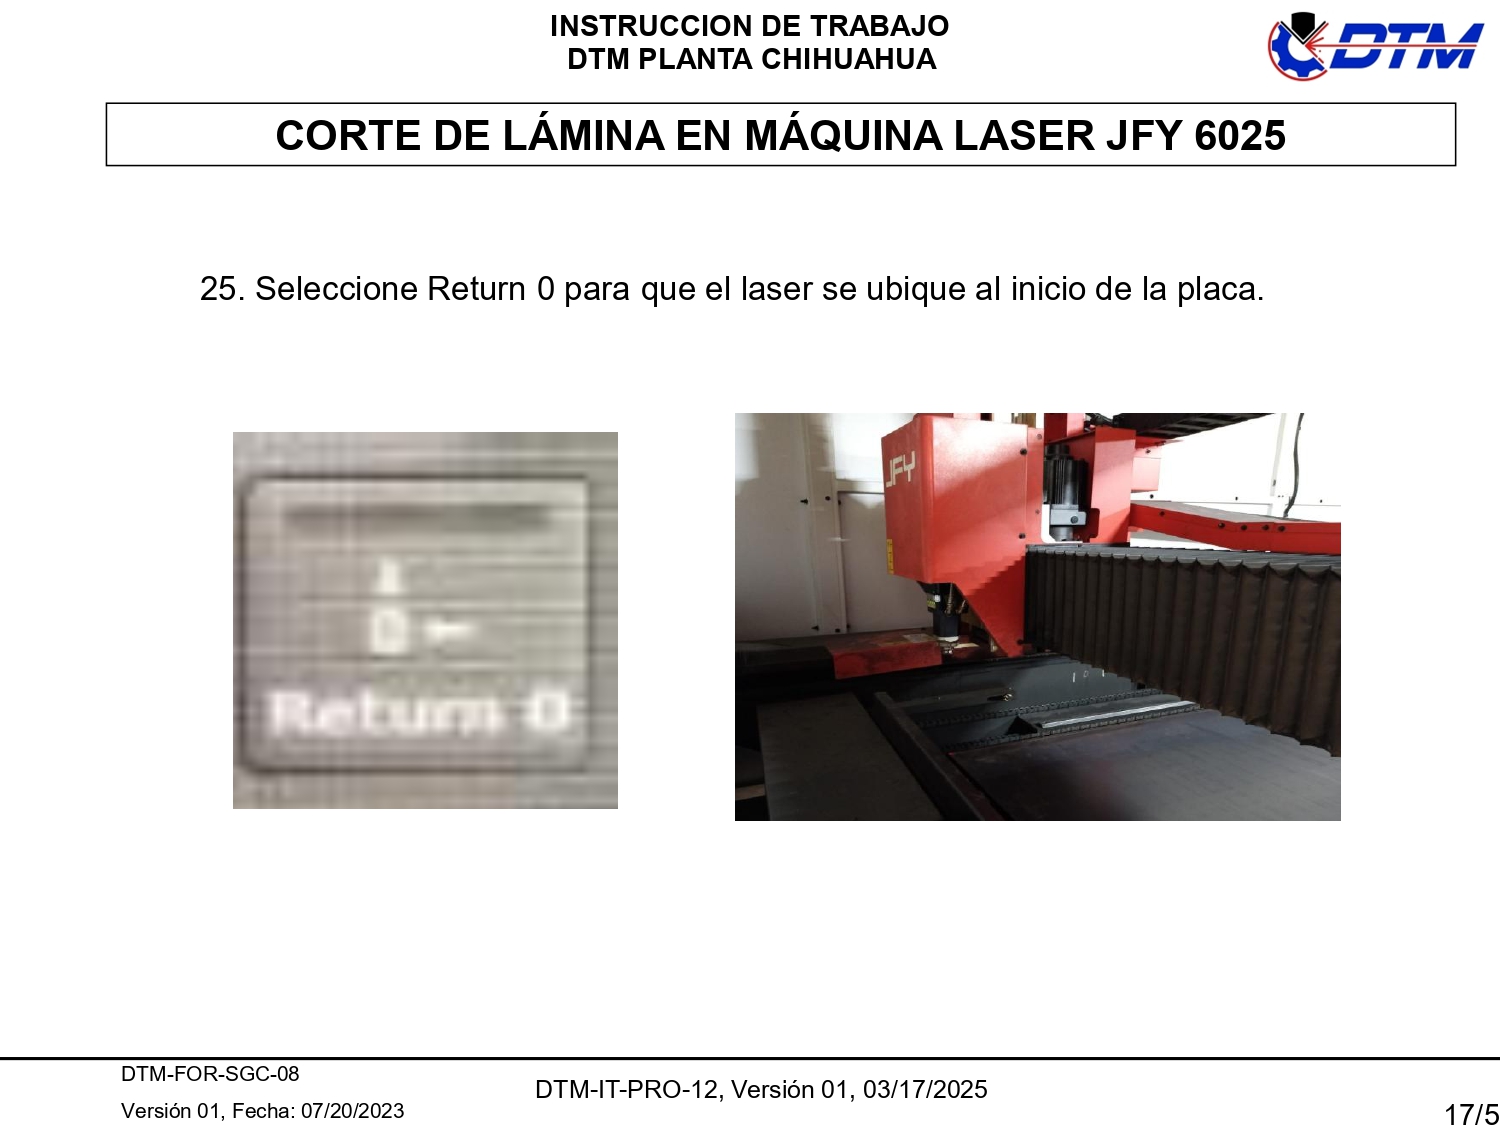 INSTRUCCION DE TRABAJO
DTM PLANTA CHIHUAHUA
DTM
CORTE DE LÁMINA EN MÁQUINA LASER JFY 6025
25. Seleccione Return 0 para que el laser se ubique al inicio de la placa.
JFY
0
Return 0
DTM-FOR-SGC-08
DTM-IT-PRO-12, Versión 01, 03/17/2025
Versión 01, Fecha: 07/20/2023
17/5